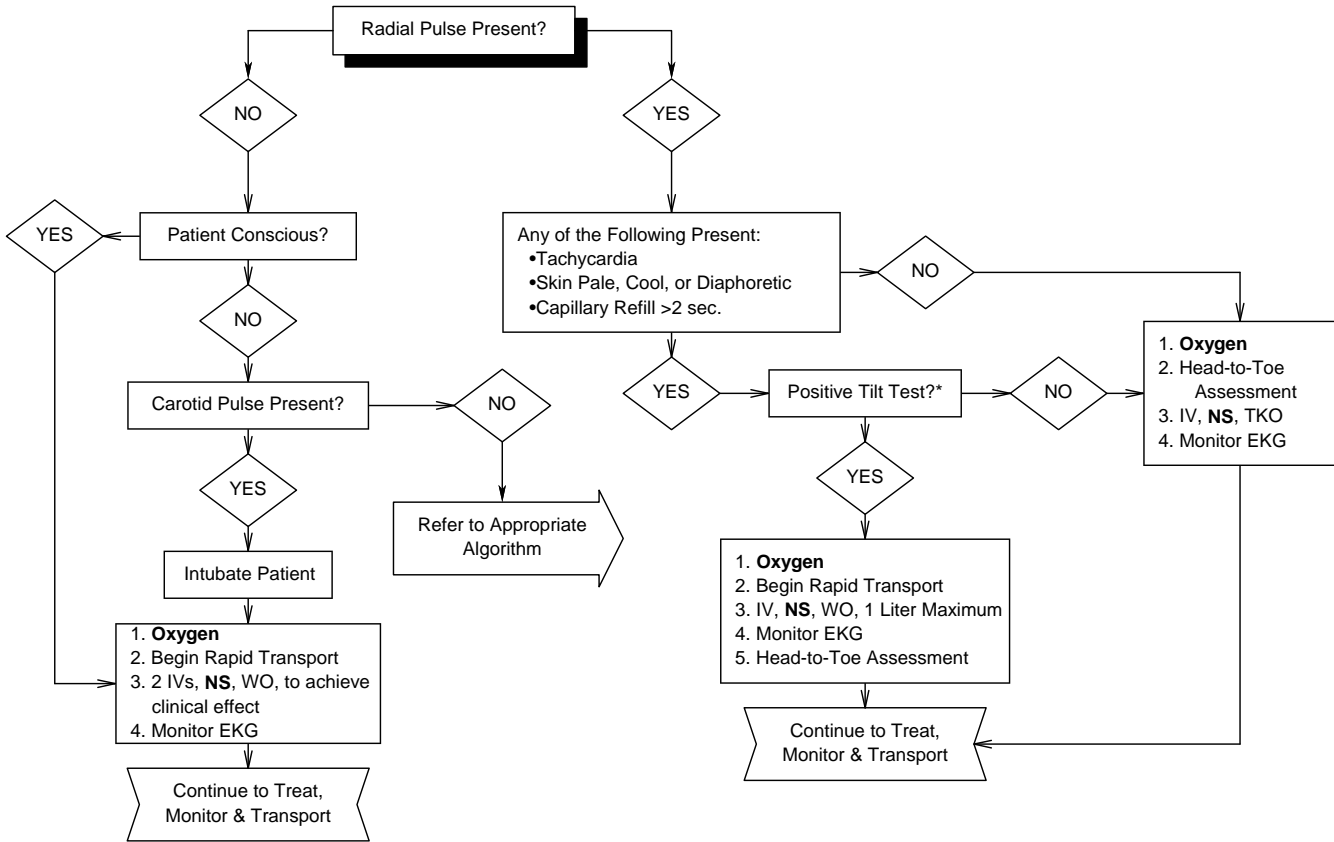 Radial Pulse Present?
NO
YES
YES
Patient Conscious?
Any of the Following Present:
•Tachycardia
•Skin Pale, Cool, or Diaphoretic
•Capillary Refill >2 sec.
NO
NO
1. Oxygen
2. Head-to-Toe
Assessment
3. IV, NS, TKO
4. Monitor EKG
YES
Positive Tilt Test?*
NO
Carotid Pulse Present?
NO
YES
YES
Refer to Appropriate
Algorithm
Intubate Patient
1. Oxygen
2. Begin Rapid Transport
3. IV, NS, WO, 1 Liter Maximum
4. Monitor EKG
5. Head-to-Toe Assessment
1. Oxygen
2. Begin Rapid Transport
3. 2 IVs, NS, WO, to achieve
clinical effect
4. Monitor EKG
Continue to Treat,
Monitor & Transport
Continue to Treat,
Monitor & Transport